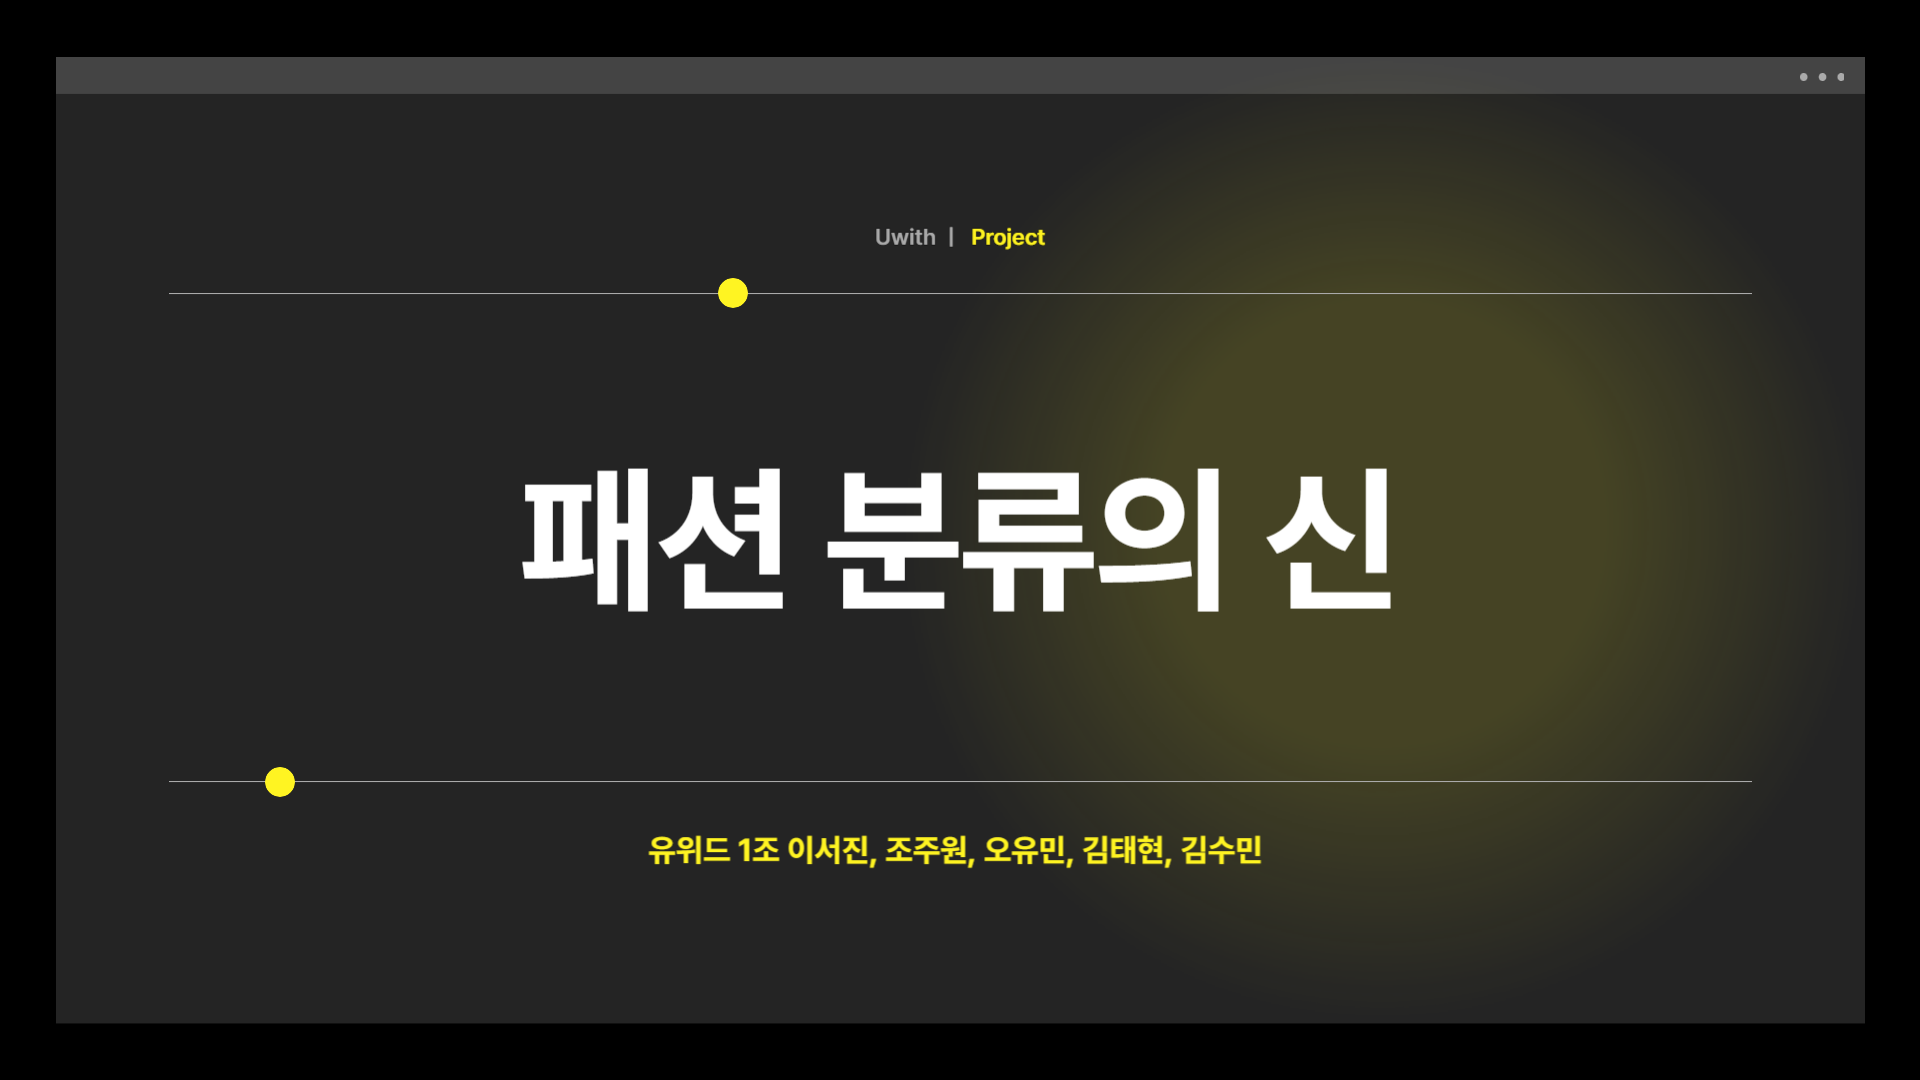 Uwith | Project
패션 분류의 신
유위드 1조 이서진, 조주원, 오유민, 김태현, 김수민